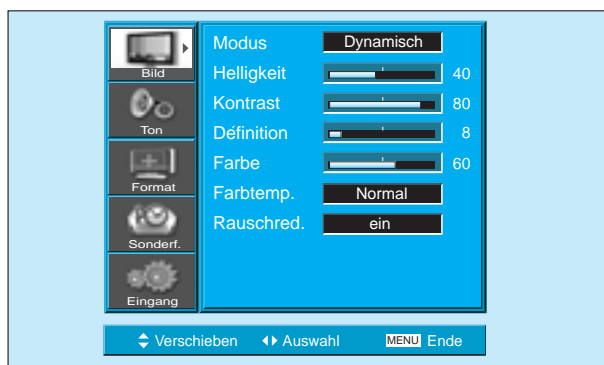 Bild
Ton
Format
Sonderf.
Eingang
Modus Dynamisch
Helligkeit 40
Kontrast 80
Définition 8
Farbe 60
Farbtemp. Normal
Rauschred. ein
Verschieben Auswahl MENU Ende